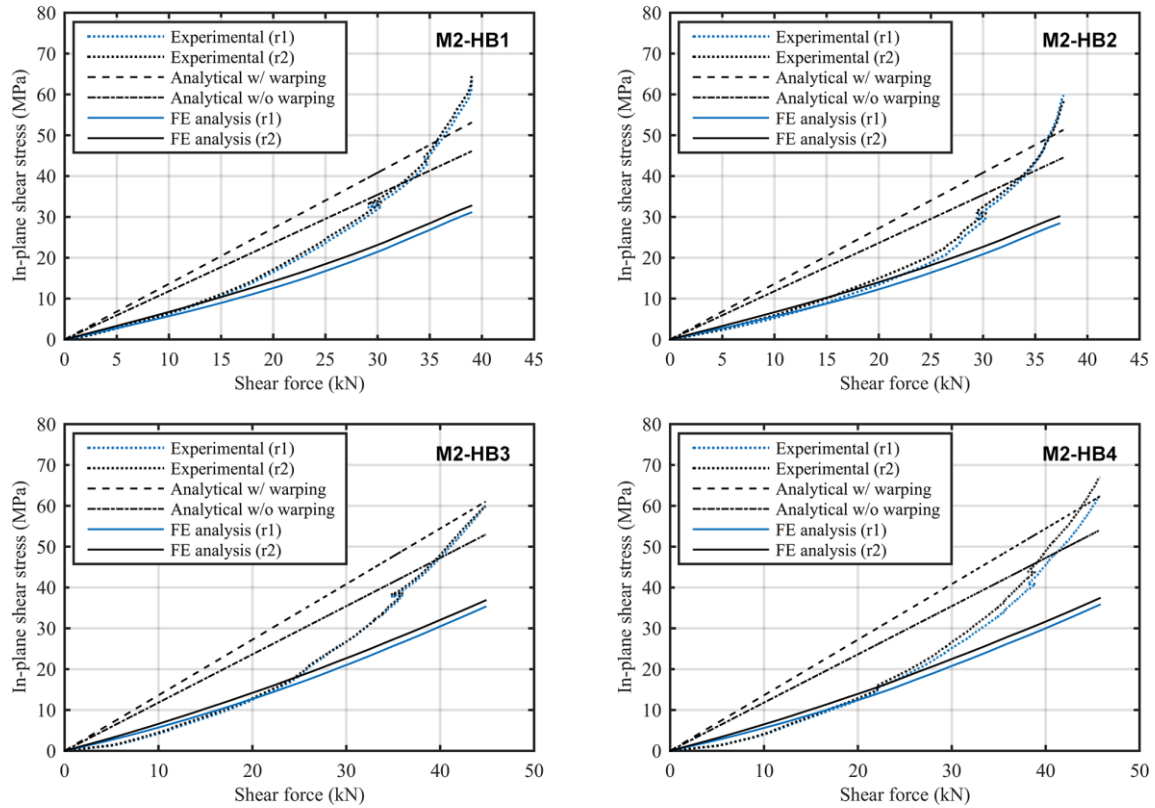 M2-HB1
Experimental (r1)
Experimental (r2)
Analytical w/ warping
Analytical w/o warping
FE analysis (r1)
FE analysis (r2)
In-plane shear stress (MPa)
80
70
60
50
40
30
20
10
0
0 5 10 15 20 25 30 35 40 45
Shear force (kN)
M2-HB2
Experimental (r1)
Experimental (r2)
Analytical w/ warping
Analytical w/o warping
FE analysis (r1)
FE analysis (r2)
In-plane shear stress (MPa)
80
70
60
50
40
30
20
10
0
0 5 10 15 20 25 30 35 40 45
Shear force (kN)
M2-HB3
Experimental (r1)
Experimental (r2)
Analytical w/ warping
Analytical w/o warping
FE analysis (r1)
FE analysis (r2)
In-plane shear stress (MPa)
80
70
60
50
40
30
20
10
0
0 10 20 30 40 50
Shear force (kN)
M2-HB4
Experimental (r1)
Experimental (r2)
Analytical w/ warping
Analytical w/o warping
FE analysis (r1)
FE analysis (r2)
In-plane shear stress (MPa)
80
70
60
50
40
30
20
10
0
0 10 20 30 40 50
Shear force (kN)